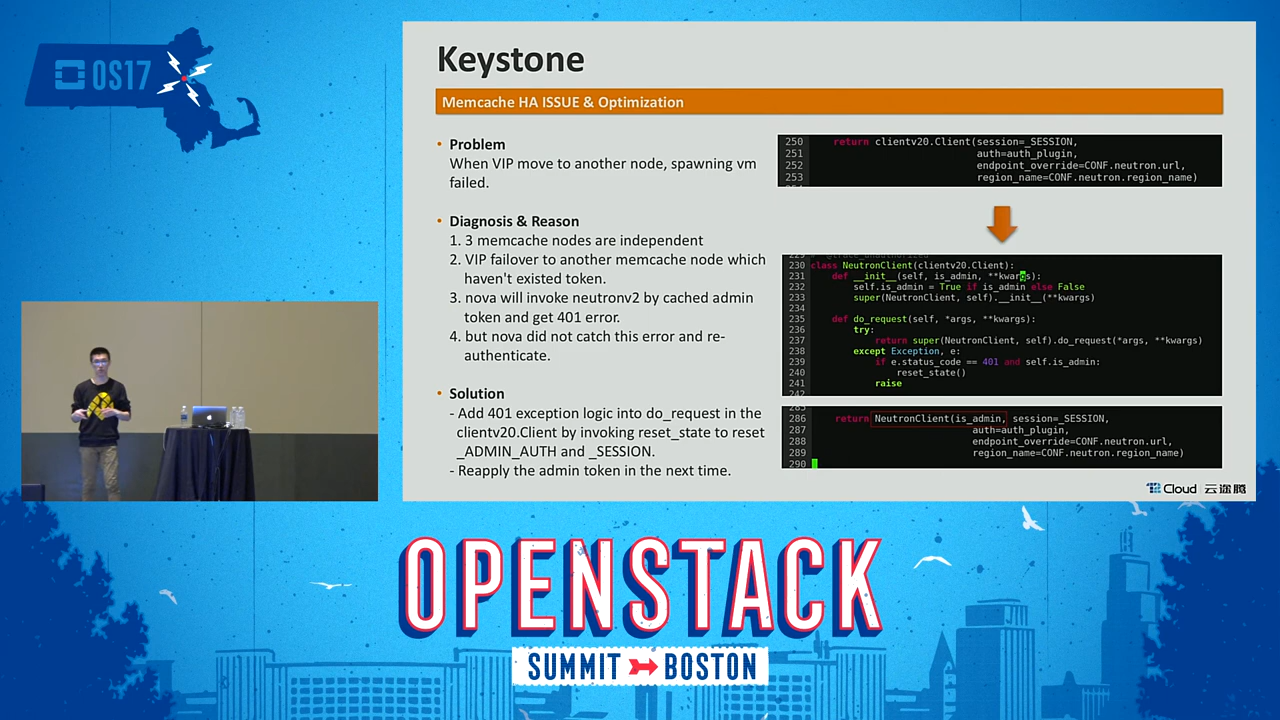 OS17
Keystone
Memcache HA ISSUE & Optimization
• Problem
When VIP move to another node, spawning vm
failed.
• Diagnosis & Reason
1. 3 memcache nodes are independent
2. VIP failover to another memcache node which
haven't existed token.
3. nova will invoke neutronv2 by cached admin
token and get 401 error.
4. but nova did not catch this error and re-
authenticate.
• Solution
- Add 401 exception logic into do_request in the
clientv20.Client by invoking reset_state to reset
_ADMIN_AUTH and _SESSION.
- Reapply the admin token in the next time.
250 return clientv20.Client(session=_SESSION,
251 auth=auth_plugin,
252 endpoint_override=CONF.neutron.url,
253 region_name=CONF.neutron.region_name)
230 class NeutronClient(clientv20.Client):
231 def __init__(self, is_admin, **kwargs):
232 self.is_admin = True if is_admin else False
233 super(NeutronClient, self).__init__(**kwargs)
234
235 def do_request(self, *args, **kwargs):
236 try:
237 return super(NeutronClient, self).do_request(*args, **kwargs)
238 except Exception, e:
239 if e.status_code == 401 and self.is_admin:
240 reset_state()
241 raise
286 return NeutronClient(is_admin, session=_SESSION,
287 auth=auth_plugin,
288 endpoint_override=CONF.neutron.url,
289 region_name=CONF.neutron.region_name)
290
Cloud 云途腾
OPENSTACK
SUMMIT BOSTON